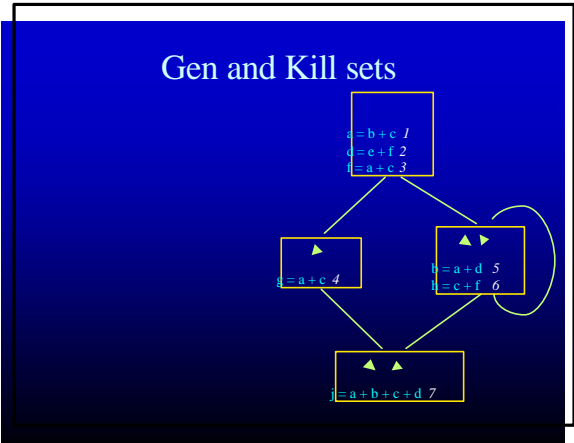 Gen and Kill sets
a = b + c 1
d = e + f 2
f = a + c 3
g = a + c 4
b = a + d 5
h = c + f 6
j = a + b + c + d 7